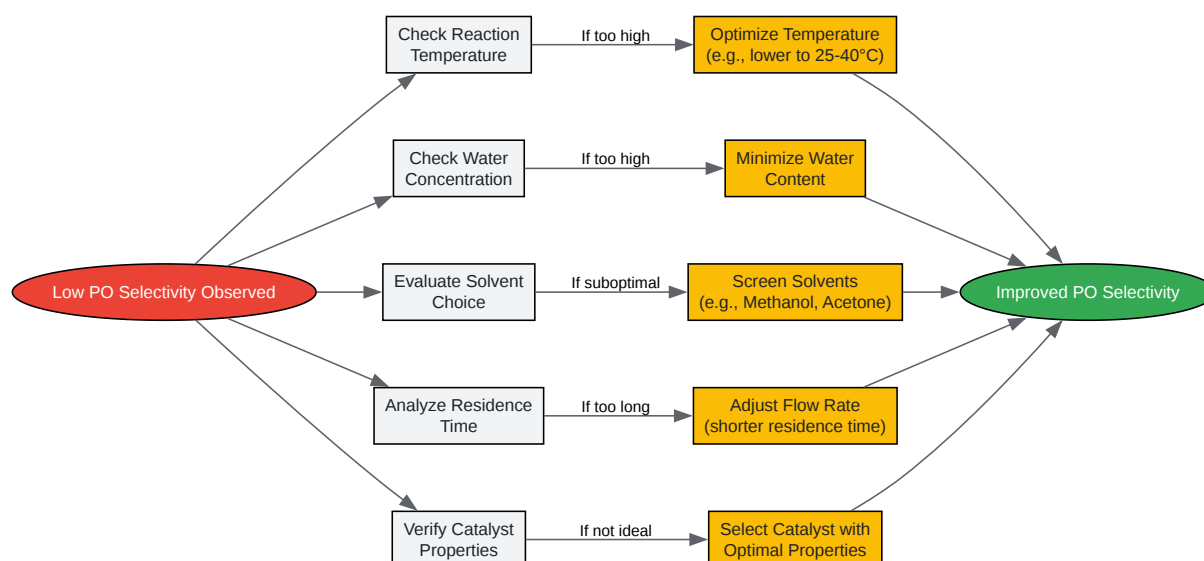 Check Reaction
Temperature
If too high
Optimize Temperature
(e.g., lower to 25-40°C)
Check Water
Concentration
If too high
Minimize Water
Content
Low PO Selectivity Observed
Evaluate Solvent
Choice
If suboptimal
Screen Solvents
(e.g., Methanol, Acetone)
Improved PO Selectivity
Analyze Residence
Time
If too long
Adjust Flow Rate
(shorter residence time)
Verify Catalyst
Properties
If not ideal
Select Catalyst with
Optimal Properties